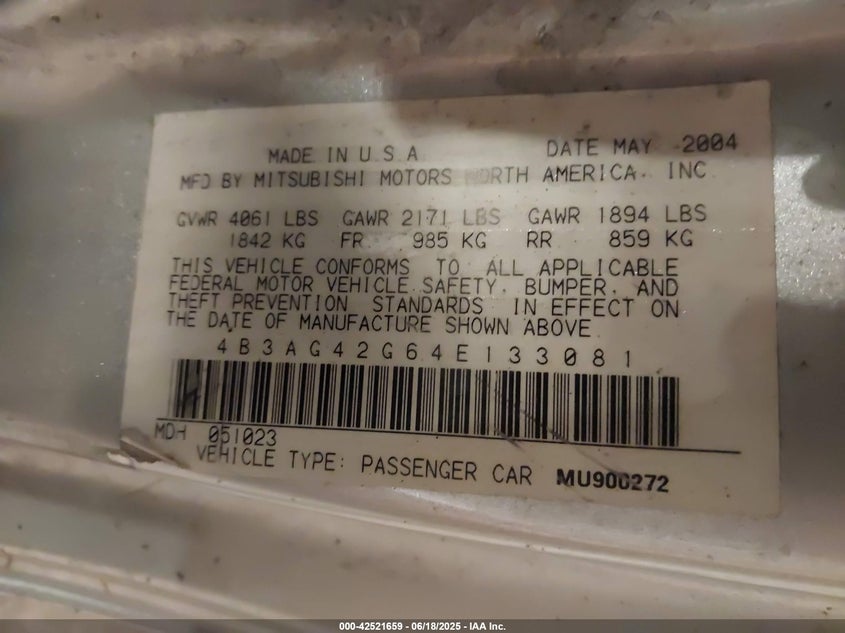 MADE IN U.S.A. DATE MAY 2004
MFD BY MITSUBISHI MOTORS NORTH AMERICA, INC
GVWR 4061 LBS GAWR 2171 LBS GAWR 1894 LBS
1842 KG FR 985 KG RR 859 KG
THIS VEHICLE CONFORMS TO ALL APPLICABLE
FEDERAL MOTOR VEHICLE SAFETY, BUMPER, AND
THEFT PREVENTION STANDARDS IN EFFECT ON
THE DATE OF MANUFACTURE SHOWN ABOVE.
4B3AG42G64E133081
MDH 051023
VEHICLE TYPE: PASSENGER CAR MU900272
000-42521659 - 06/18/2025 - IAA Inc.